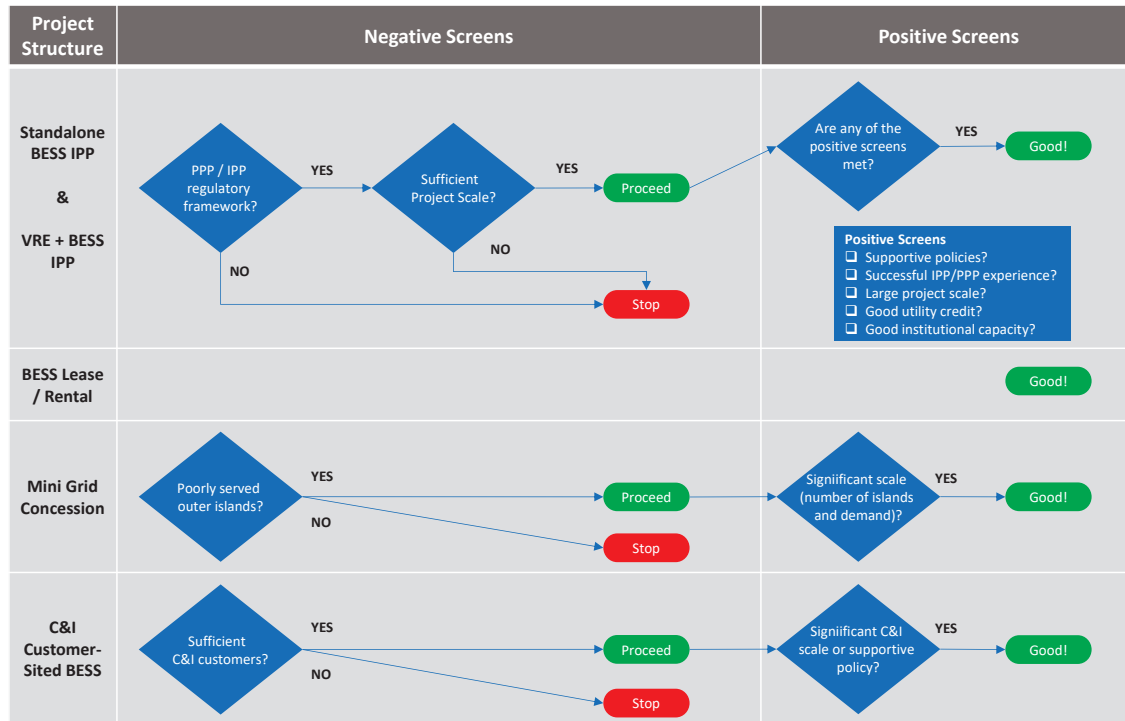 Project
Structure
Negative Screens
Positive Screens
Standalone
BESS IPP
&
VRE + BESS
IPP
PPP / IPP
regulatory
framework?
YES
NO
Sufficient
Project Scale?
YES
NO
Proceed
Stop
Are any of the
positive screens
met?
YES
Good!
Positive Screens
❑ Supportive policies?
❑ Successful IPP/PPP experience?
❑ Large project scale?
❑ Good utility credit?
❑ Good institutional capacity?
BESS Lease
/ Rental
Good!
Mini Grid
Concession
Poorly served
outer islands?
YES
NO
Proceed
Stop
Signiificant scale
(number of islands
and demand)?
YES
Good!
C&I
Customer-
Sited BESS
Sufficient
C&I customers?
YES
NO
Proceed
Stop
Signiificant C&I
scale or supportive
policy?
YES
Good!